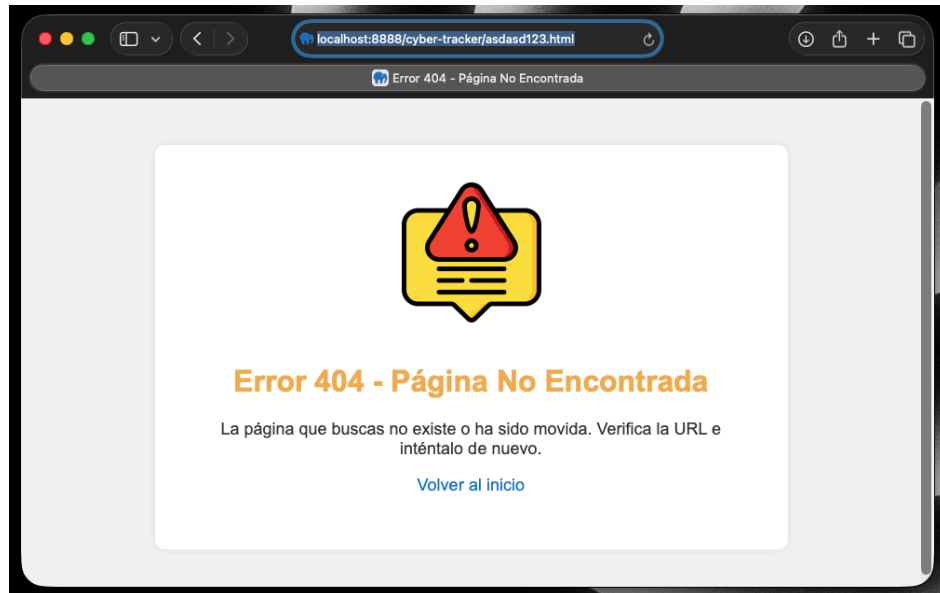 localhost:8888/cyber-tracker/asdasd123.html
Error 404 - Página No Encontrada
Error 404 - Página No Encontrada
La página que buscas no existe o ha sido movida. Verifica la URL e
inténtalo de nuevo.
Volver al inicio